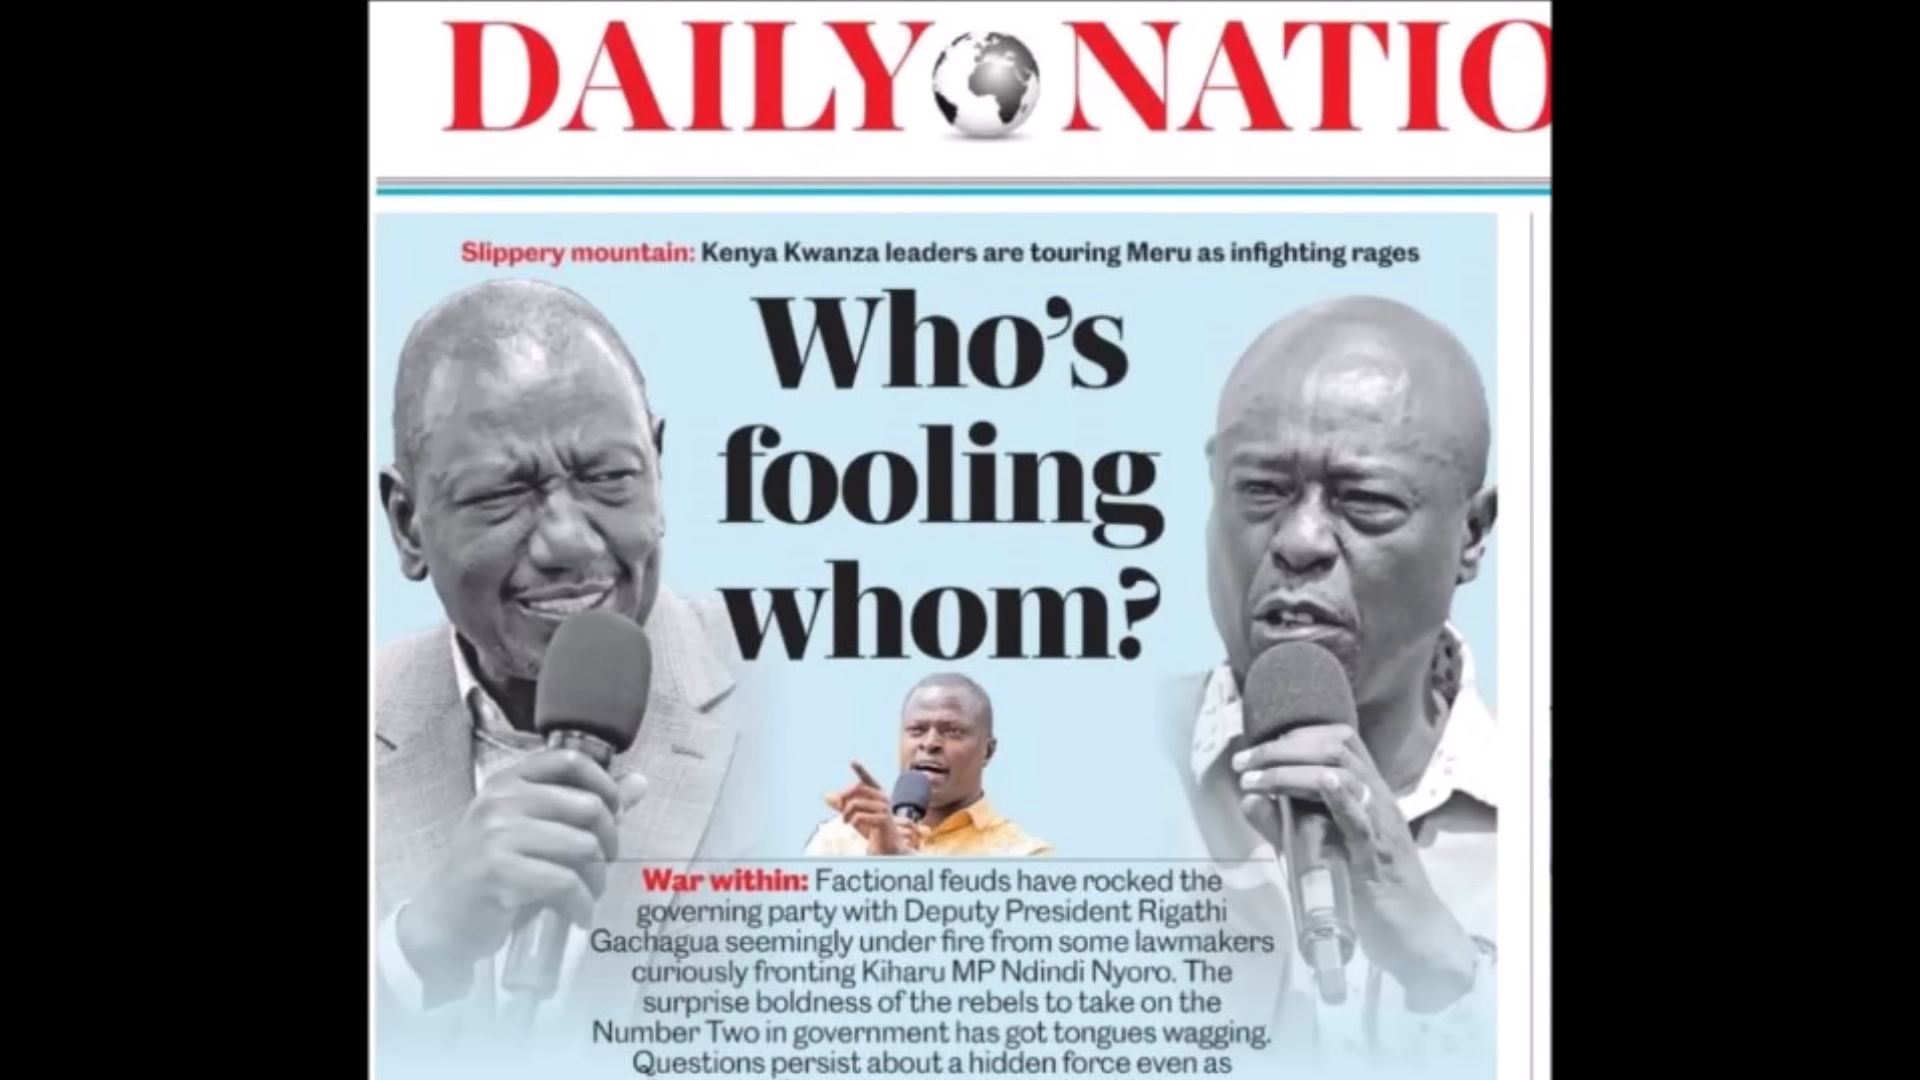 DAILY NATIO
Slippery mountain: Kenya Kwanza leaders are touring Meru as infighting rages
Who's
fooling
whom?
War within: Factional feuds have rocked the
governing party with Deputy President Rigathi
Gachagua seemingly under fire from some lawmakers
curiously fronting Kiharu MP Ndindi Nyoro. The
surprise boldness of the rebels to take on the
Number Two in government has got tongues wagging.
Questions persist about a hidden force even as